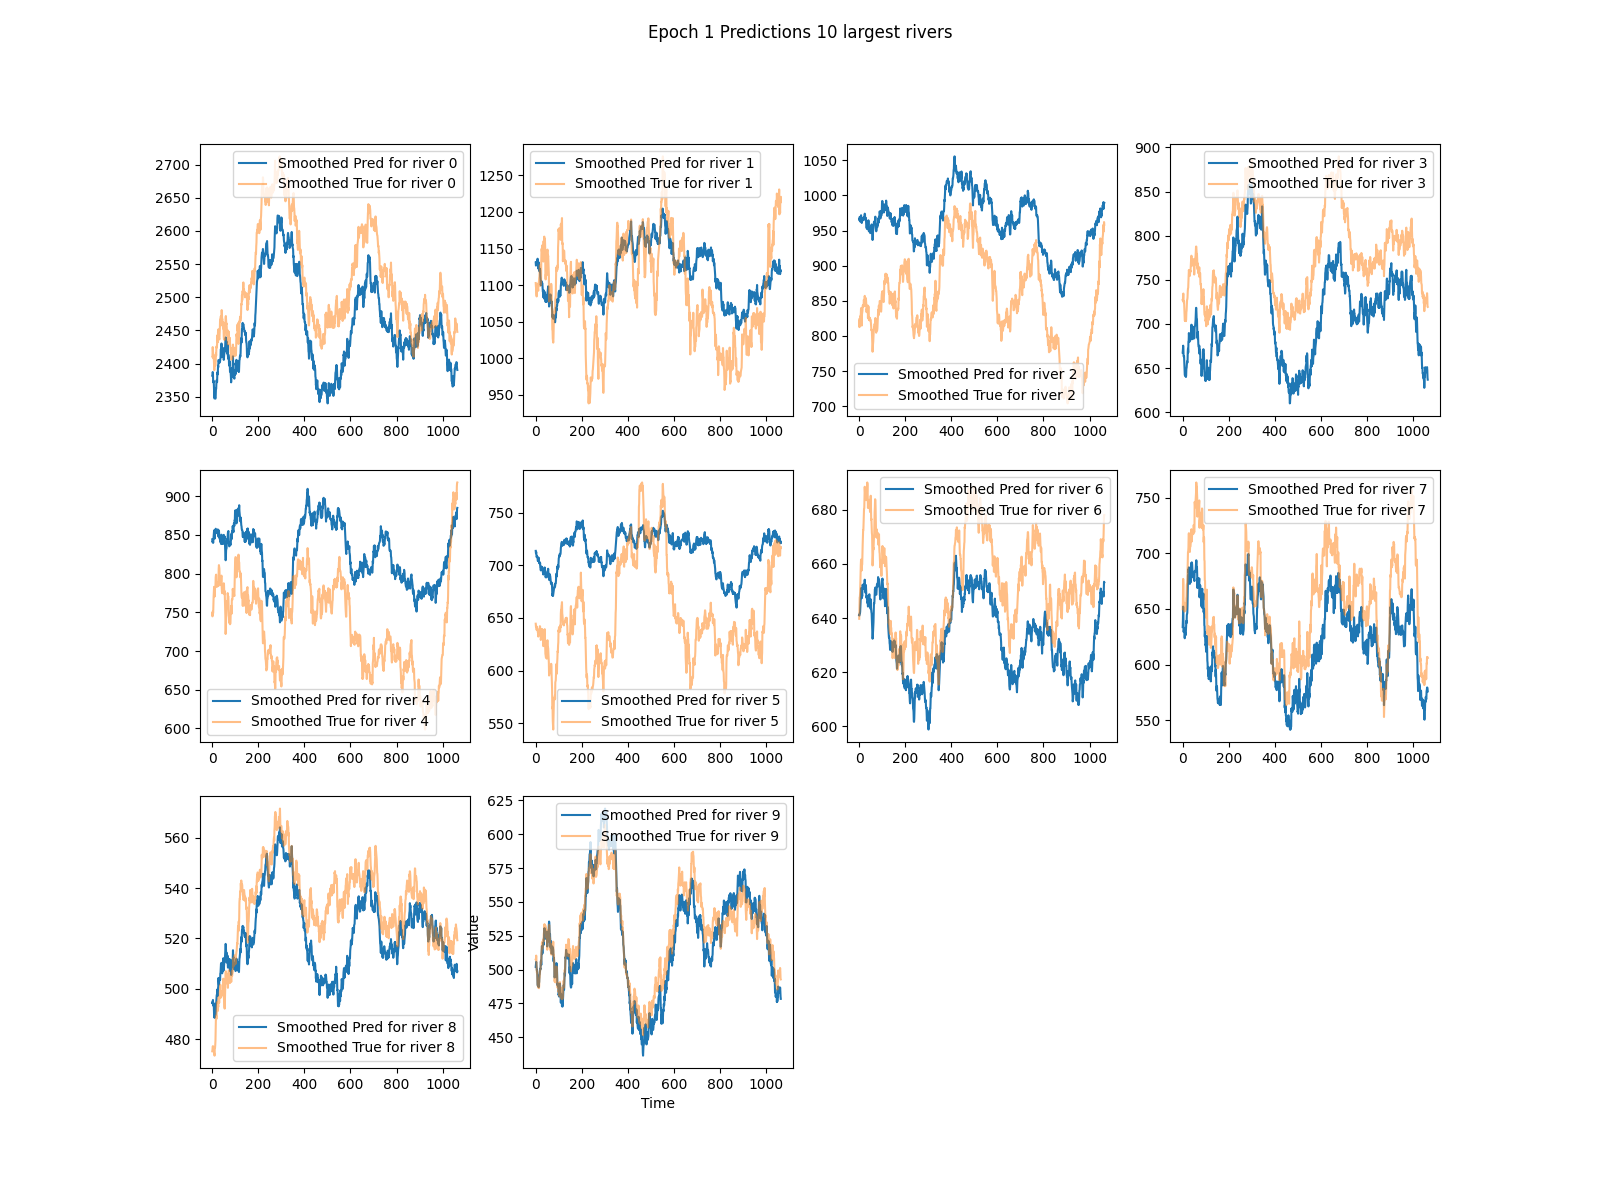 Epoch 1 Predictions 10 largest rivers
Smoothed Pred for river 0
Smoothed True for river 0
2700
2650
2600
2550
2500
2450
2400
2350
0 200 400 600 800 1000
Smoothed Pred for river 1
Smoothed True for river 1
1250
1200
1150
1100
1050
1000
950
0 200 400 600 800 1000
1050
1000
950
900
850
800
750
700
Smoothed Pred for river 2
Smoothed True for river 2
0 200 400 600 800 1000
900
850
800
750
700
650
600
Smoothed Pred for river 3
Smoothed True for river 3
0 200 400 600 800 1000
900
850
800
750
700
650
600
Smoothed Pred for river 4
Smoothed True for river 4
0 200 400 600 800 1000
750
700
650
600
550
Smoothed Pred for river 5
Smoothed True for river 5
0 200 400 600 800 1000
Smoothed Pred for river 6
Smoothed True for river 6
680
660
640
620
600
0 200 400 600 800 1000
Smoothed Pred for river 7
Smoothed True for river 7
750
700
650
600
550
0 200 400 600 800 1000
560
540
520
500
480
Smoothed Pred for river 8
Smoothed True for river 8
0 200 400 600 800 1000
Value
625
600
575
550
525
500
475
450
Smoothed Pred for river 9
Smoothed True for river 9
0 200 400 600 800 1000
Time